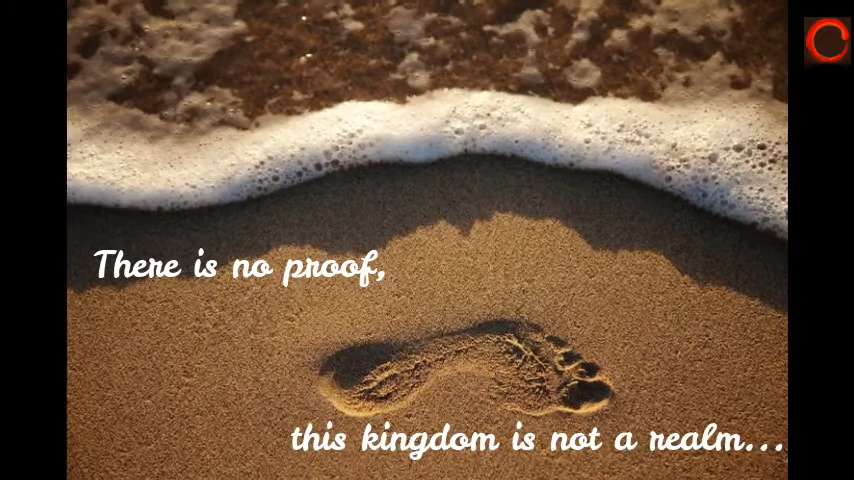 There is no proof,
this kingdom is not a realm...